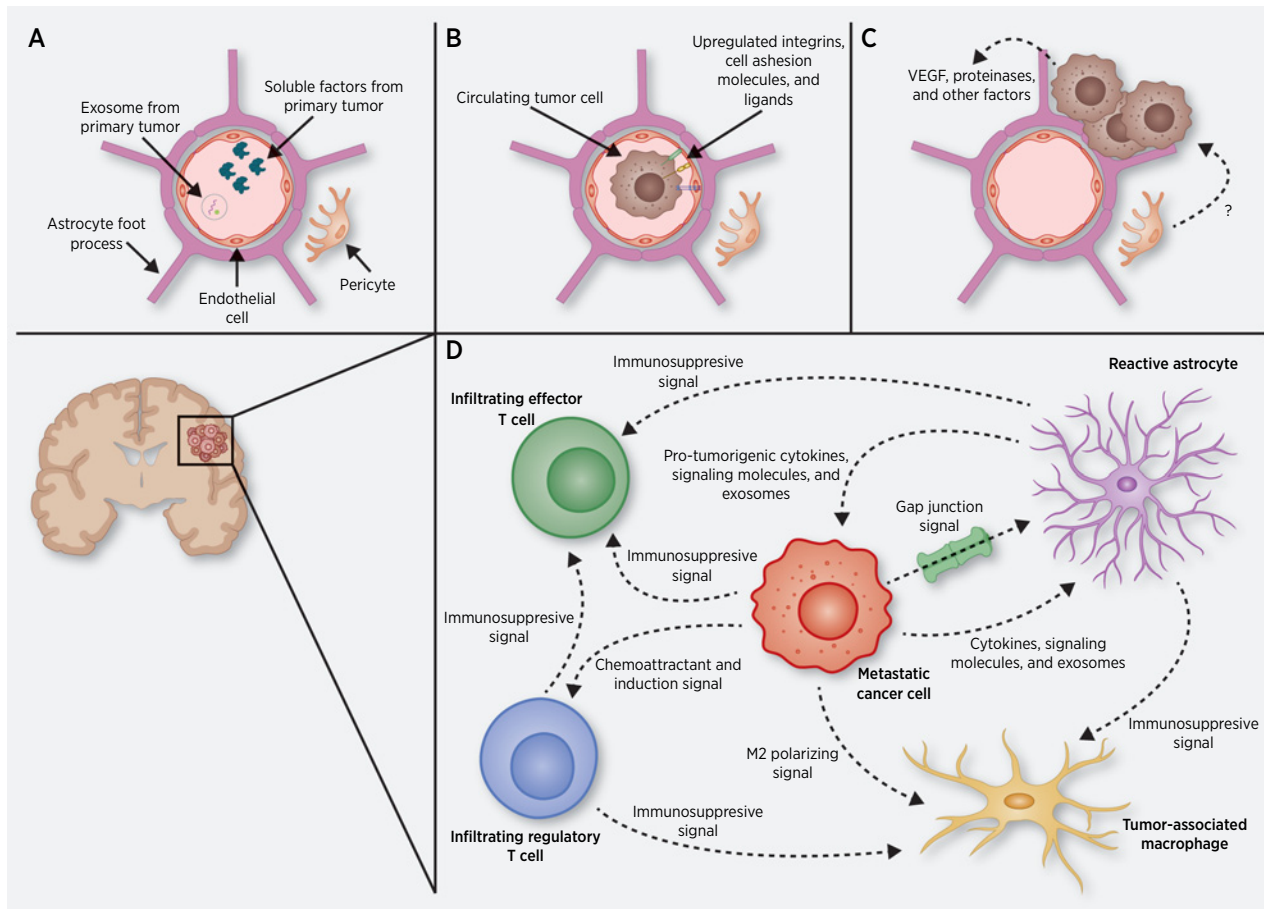 A
Exosome from
primary tumor
Soluble factors from
primary tumor
Astrocyte foot
process
Endothelial
cell
Pericyte
B
Circulating tumor cell
Upregulated integrins,
cell ashesion
molecules, and
ligands
C
VEGF, proteinases,
and other factors
?
D
Immunosuppresive
signal
Reactive astrocyte
Infiltrating effector
T cell
Pro-tumorigenic cytokines,
signaling molecules, and
exosomes
Gap junction
signal
Immunosuppresive
signal
Immunosuppresive
signal
Chemoattractant and
induction signal
Cytokines, signaling
molecules, and exosomes
Metastatic
cancer cell
M2 polarizing
signal
Immunosuppresive
signal
Immunosuppresive
signal
Infiltrating regulatory
T cell
Tumor-associated
macrophage